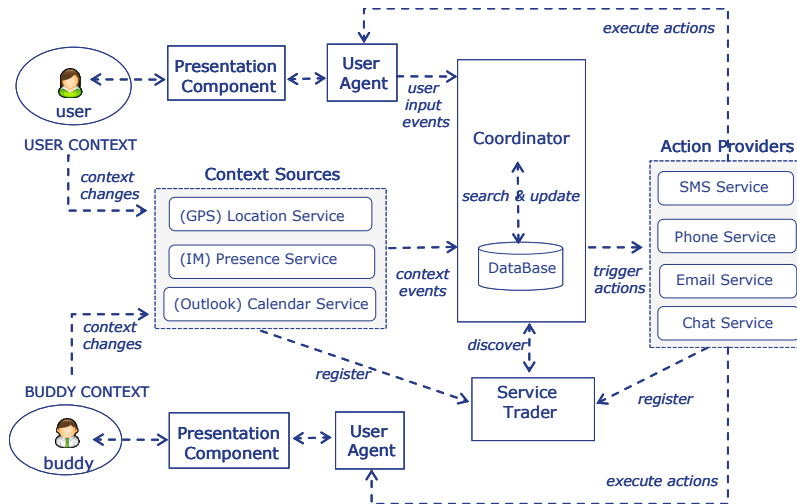 execute actions
Presentation
Component
User
Agent
user
user
input
events
USER CONTEXT
context
changes
Context Sources
(GPS) Location Service
(IM) Presence Service
(Outlook) Calendar Service
context
events
Coordinator
search & update
DataBase
trigger
actions
Action Providers
SMS Service
Phone Service
Email Service
Chat Service
context
changes
discover
register
register
Service
Trader
BUDDY CONTEXT
buddy
Presentation
Component
User
Agent
execute actions